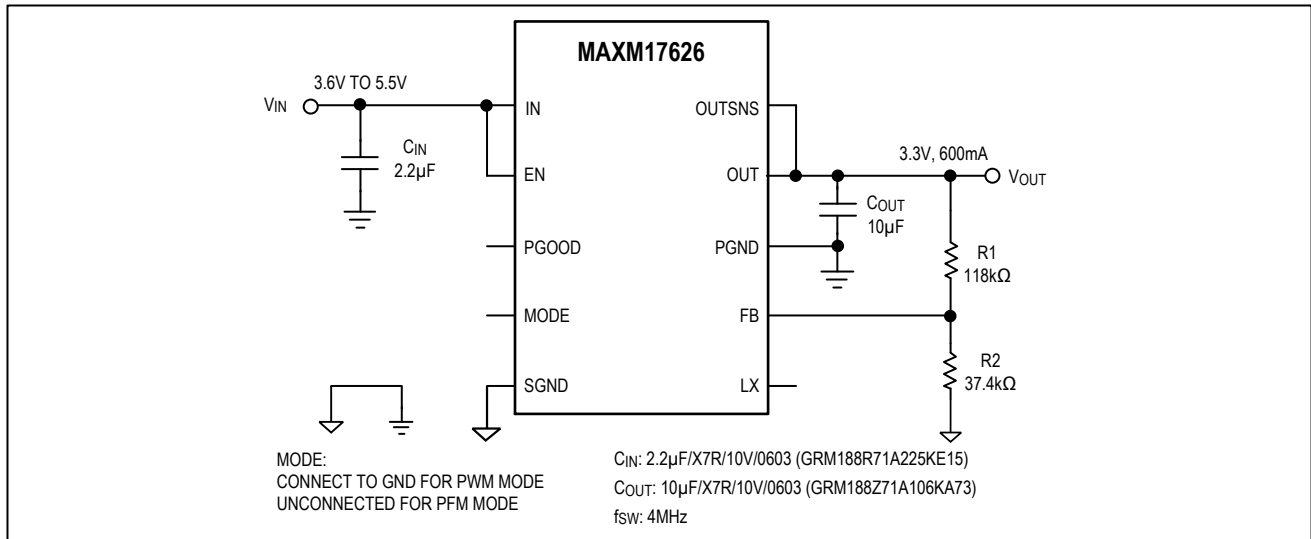 MAXM17626
3.6V TO 5.5V
VIN
IN
OUTSNS
CIN
2.2µF
EN
OUT
3.3V, 600mA
VOUT
COUT
10µF
PGOOD
PGND
R1
118kΩ
MODE
FB
R2
37.4kΩ
SGND
LX
MODE:
CONNECT TO GND FOR PWM MODE
UNCONNECTED FOR PFM MODE
CIN: 2.2µF/X7R/10V/0603 (GRM188R71A225KE15)
COUT: 10µF/X7R/10V/0603 (GRM188Z71A106KA73)
fSW: 4MHz